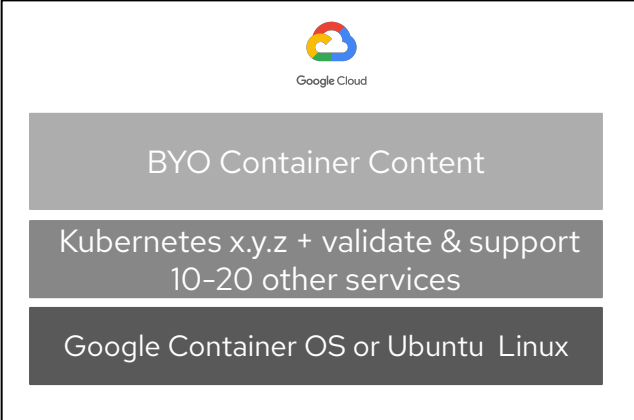 Google Cloud
BYO Container Content
Kubernetes x.y.z + validate & support
10-20 other services
Google Container OS or Ubuntu Linux